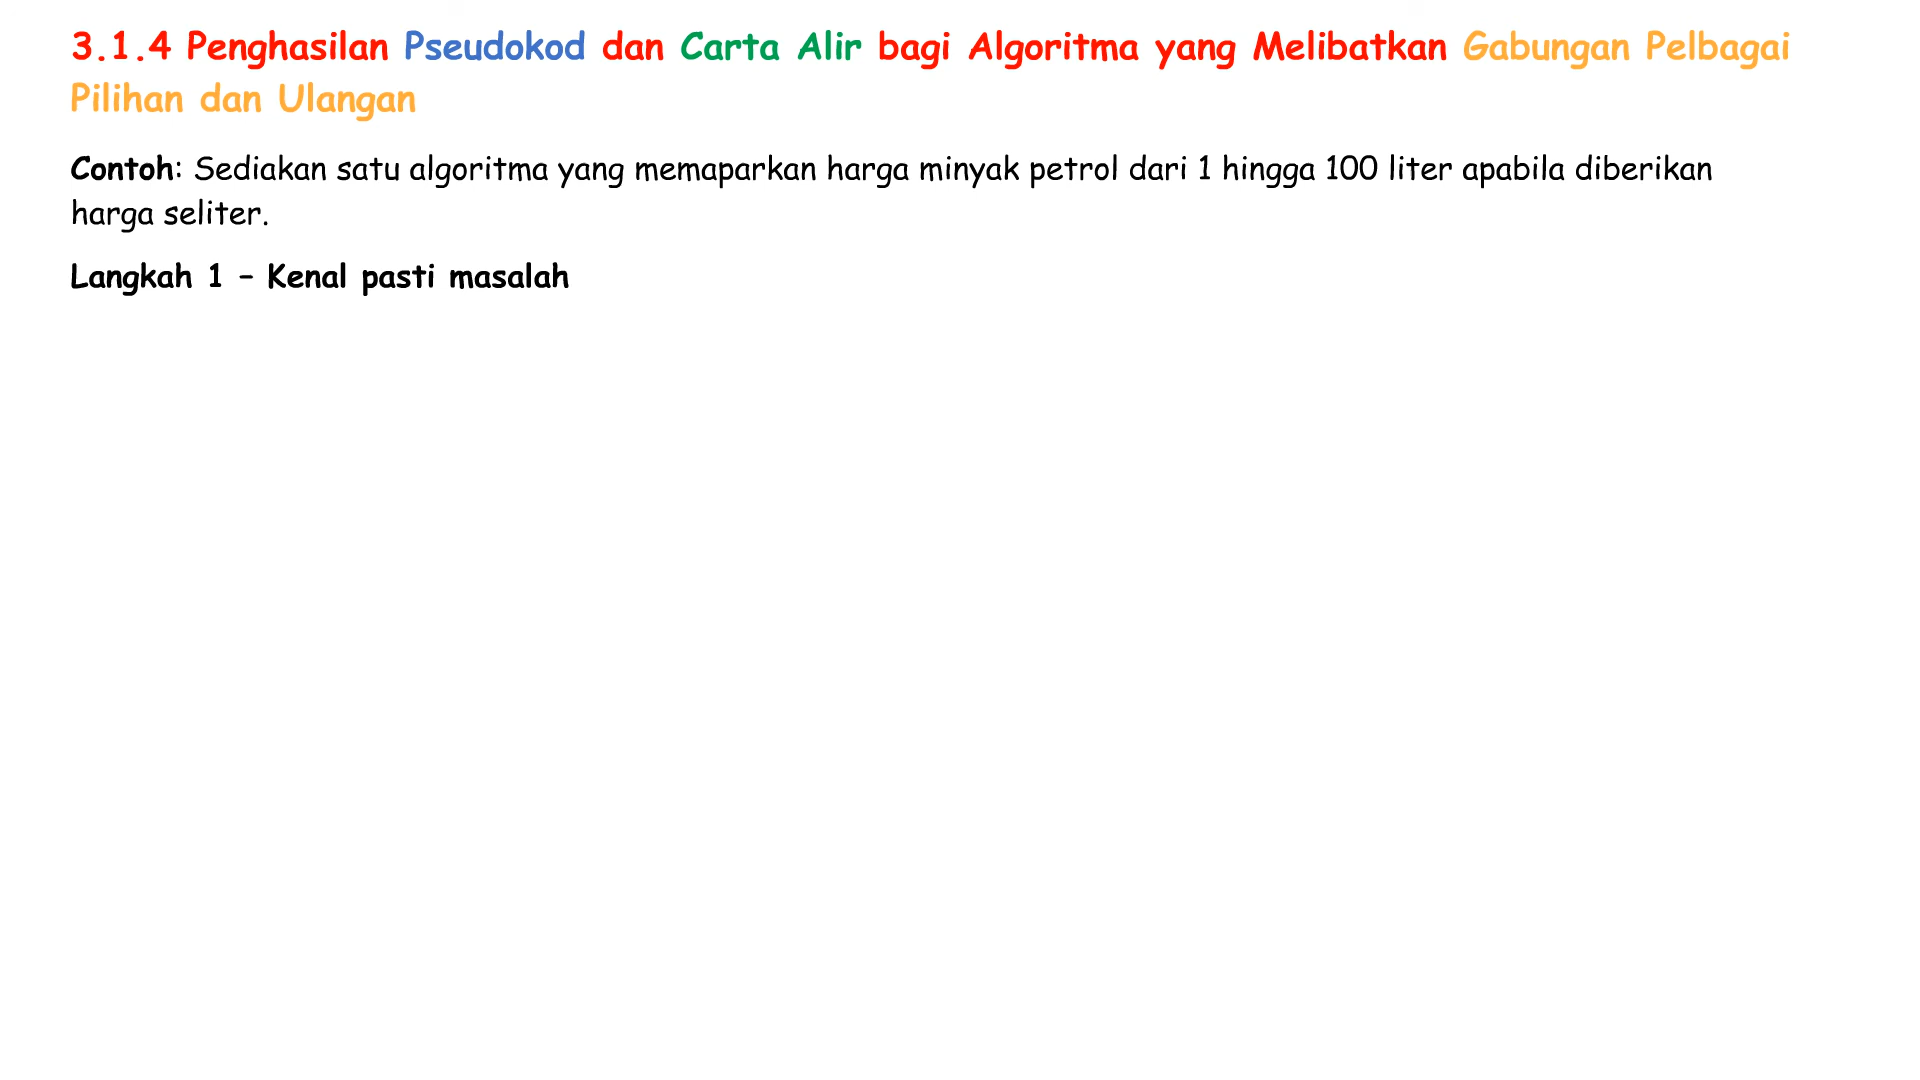 3.1.4 Penghasilan Pseudokod dan Carta Alir bagi Algoritma yang Melibatkan Gabungan Pelbagai
Pilihan dan Ulangan
Contoh: Sediakan satu algoritma yang memaparkan harga minyak petrol dari 1 hingga 100 liter apabila diberikan
harga seliter.
Langkah 1 – Kenal pasti masalah